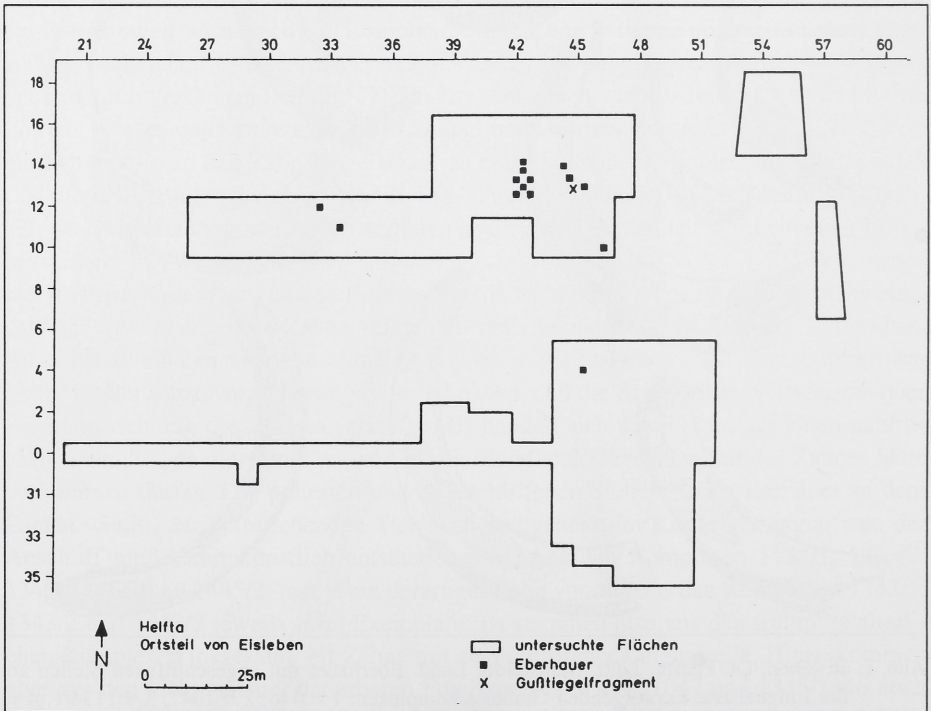 21 24 27 30 33 36 39 42 45 48 51 54 57 60
18
16
14
12
10
8
6
4
2
0
31
33
35
N
Helfta
Ortsteil von Eisleben
0 25m
untersuchte Flächen
Eberhauer
x Gußtiegelfragment